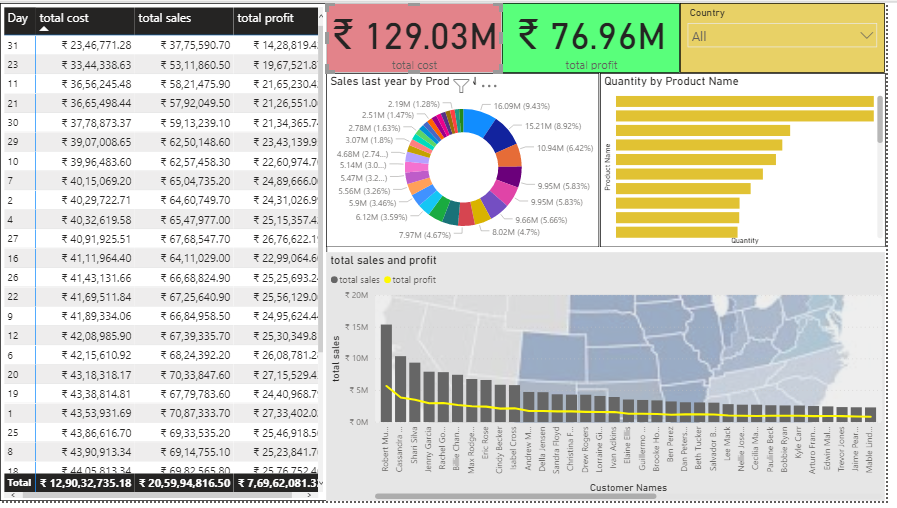 Day total cost total sales total profit
31 ₹ 23,46,771.28 ₹ 37,75,590.70 ₹ 14,28,819.4
23 ₹ 33,44,338.63 ₹ 53,11,860.50 ₹ 19,67,521.8
11 ₹ 36,56,245.48 ₹ 58,21,475.90 ₹ 21,65,230.4
21 ₹ 36,65,498.44 ₹ 57,92,049.50 ₹ 21,26,551.0
30 ₹ 37,78,873.37 ₹ 59,13,239.10 ₹ 21,34,365.7
29 ₹ 39,07,008.65 ₹ 62,50,148.60 ₹ 23,43,139.9
10 ₹ 39,96,483.60 ₹ 62,57,458.30 ₹ 22,60,974.7
7 ₹ 40,15,069.20 ₹ 65,04,735.20 ₹ 24,89,666.0
2 ₹ 40,29,722.71 ₹ 64,60,749.70 ₹ 24,31,026.9
4 ₹ 40,32,619.58 ₹ 65,47,977.00 ₹ 25,15,357.4
27 ₹ 40,91,925.51 ₹ 67,68,547.70 ₹ 26,76,622.1
16 ₹ 41,11,964.40 ₹ 64,11,029.00 ₹ 22,99,064.6
26 ₹ 41,43,131.66 ₹ 66,68,824.90 ₹ 25,25,693.2
22 ₹ 41,69,511.84 ₹ 67,25,640.90 ₹ 25,56,129.0
9 ₹ 41,89,334.06 ₹ 66,84,958.50 ₹ 24,95,624.4
12 ₹ 42,08,985.90 ₹ 67,39,335.70 ₹ 25,30,349.8
6 ₹ 42,15,610.92 ₹ 68,24,392.20 ₹ 26,08,781.2
20 ₹ 43,18,318.17 ₹ 70,33,847.60 ₹ 27,15,529.4
19 ₹ 43,38,814.81 ₹ 67,79,783.60 ₹ 24,40,968.7
1 ₹ 43,53,931.69 ₹ 70,87,333.70 ₹ 27,33,402.0
25 ₹ 43,86,616.70 ₹ 69,33,535.20 ₹ 25,46,918.5
8 ₹ 43,90,913.34 ₹ 69,14,755.10 ₹ 25,23,841.7
18 ₹ 44,05,813.34 ₹ 69,82,565.80 ₹ 25,76,752.4
Total ₹ 12,90,32,735.18 ₹ 20,59,94,816.50 ₹ 7,69,62,081.3
₹ 129.03M
total cost
₹ 76.96M
total profit
Country
All
Sales last year by Prod
16.09M (9.43%)
15.21M (8.92%)
10.94M (6.42%)
9.95M (5.83%)
9.95M (5.83%)
9.66M (5.66%)
8.02M (4.7%)
7.97M (4.67%)
6.12M (3.59%)
5.9M (3.46%)
5.56M (3.26%)
5.47M (3.2...)
5.14M (3.0...)
4.68M (2.74...)
3.07M (1.8%)
2.78M (1.63%)
2.51M (1.47%)
2.19M (1.28%)
Quantity by Product Name
Product Name
Quantity
total sales and profit
total sales total profit
total sales
₹ 20M
₹ 15M
₹ 10M
₹ 5M
₹ 0M
Robert Mu...
Cassandra ...
Shari Silva
Jenny Garcia
Rachel Go...
Billie Chan...
Max Rodge...
Eric Rose
Cindy Becker
Isabel Cross
Andrew M...
Della Jensen
Sandra Floyd
Christina F...
Drew Rogers
Lorraine Gi...
Ivan Adkins
Elaine Ellis
Guillermo ...
Brooke Ho...
Ben Perez
Dan Peters...
Beth Tucker
Salvador B...
Lee Mack
Nellie Jose...
Cecilia Ma...
Pauline Beck
Bobbie Ryan
Kyle Carr
Arturo Fran...
Edwin Mal...
Trevor Jones
Jaime Pear...
Mable Lind...
Customer Names